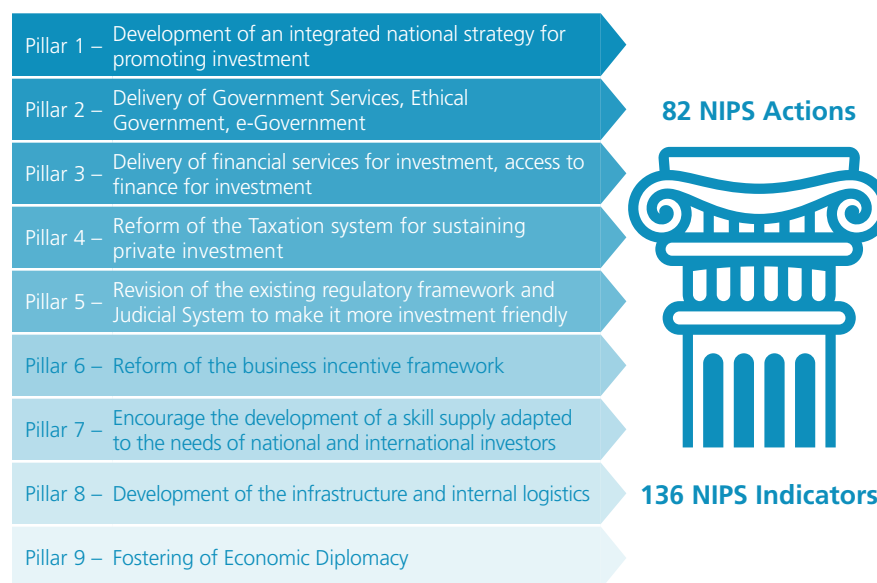 Pillar 1 – Development of an integrated national strategy for
promoting investment
Pillar 2 – Delivery of Government Services, Ethical
Government, e-Government
Pillar 3 – Delivery of financial services for investment, access to
finance for investment
Pillar 4 – Reform of the Taxation system for sustaining
private investment
Pillar 5 – Revision of the existing regulatory framework and
Judicial System to make it more investment friendly
Pillar 6 – Reform of the business incentive framework
Pillar 7 – Encourage the development of a skill supply adapted
to the needs of national and international investors
Pillar 8 – Development of the infrastructure and internal logistics
Pillar 9 – Fostering of Economic Diplomacy
82 NIPS Actions
136 NIPS Indicators